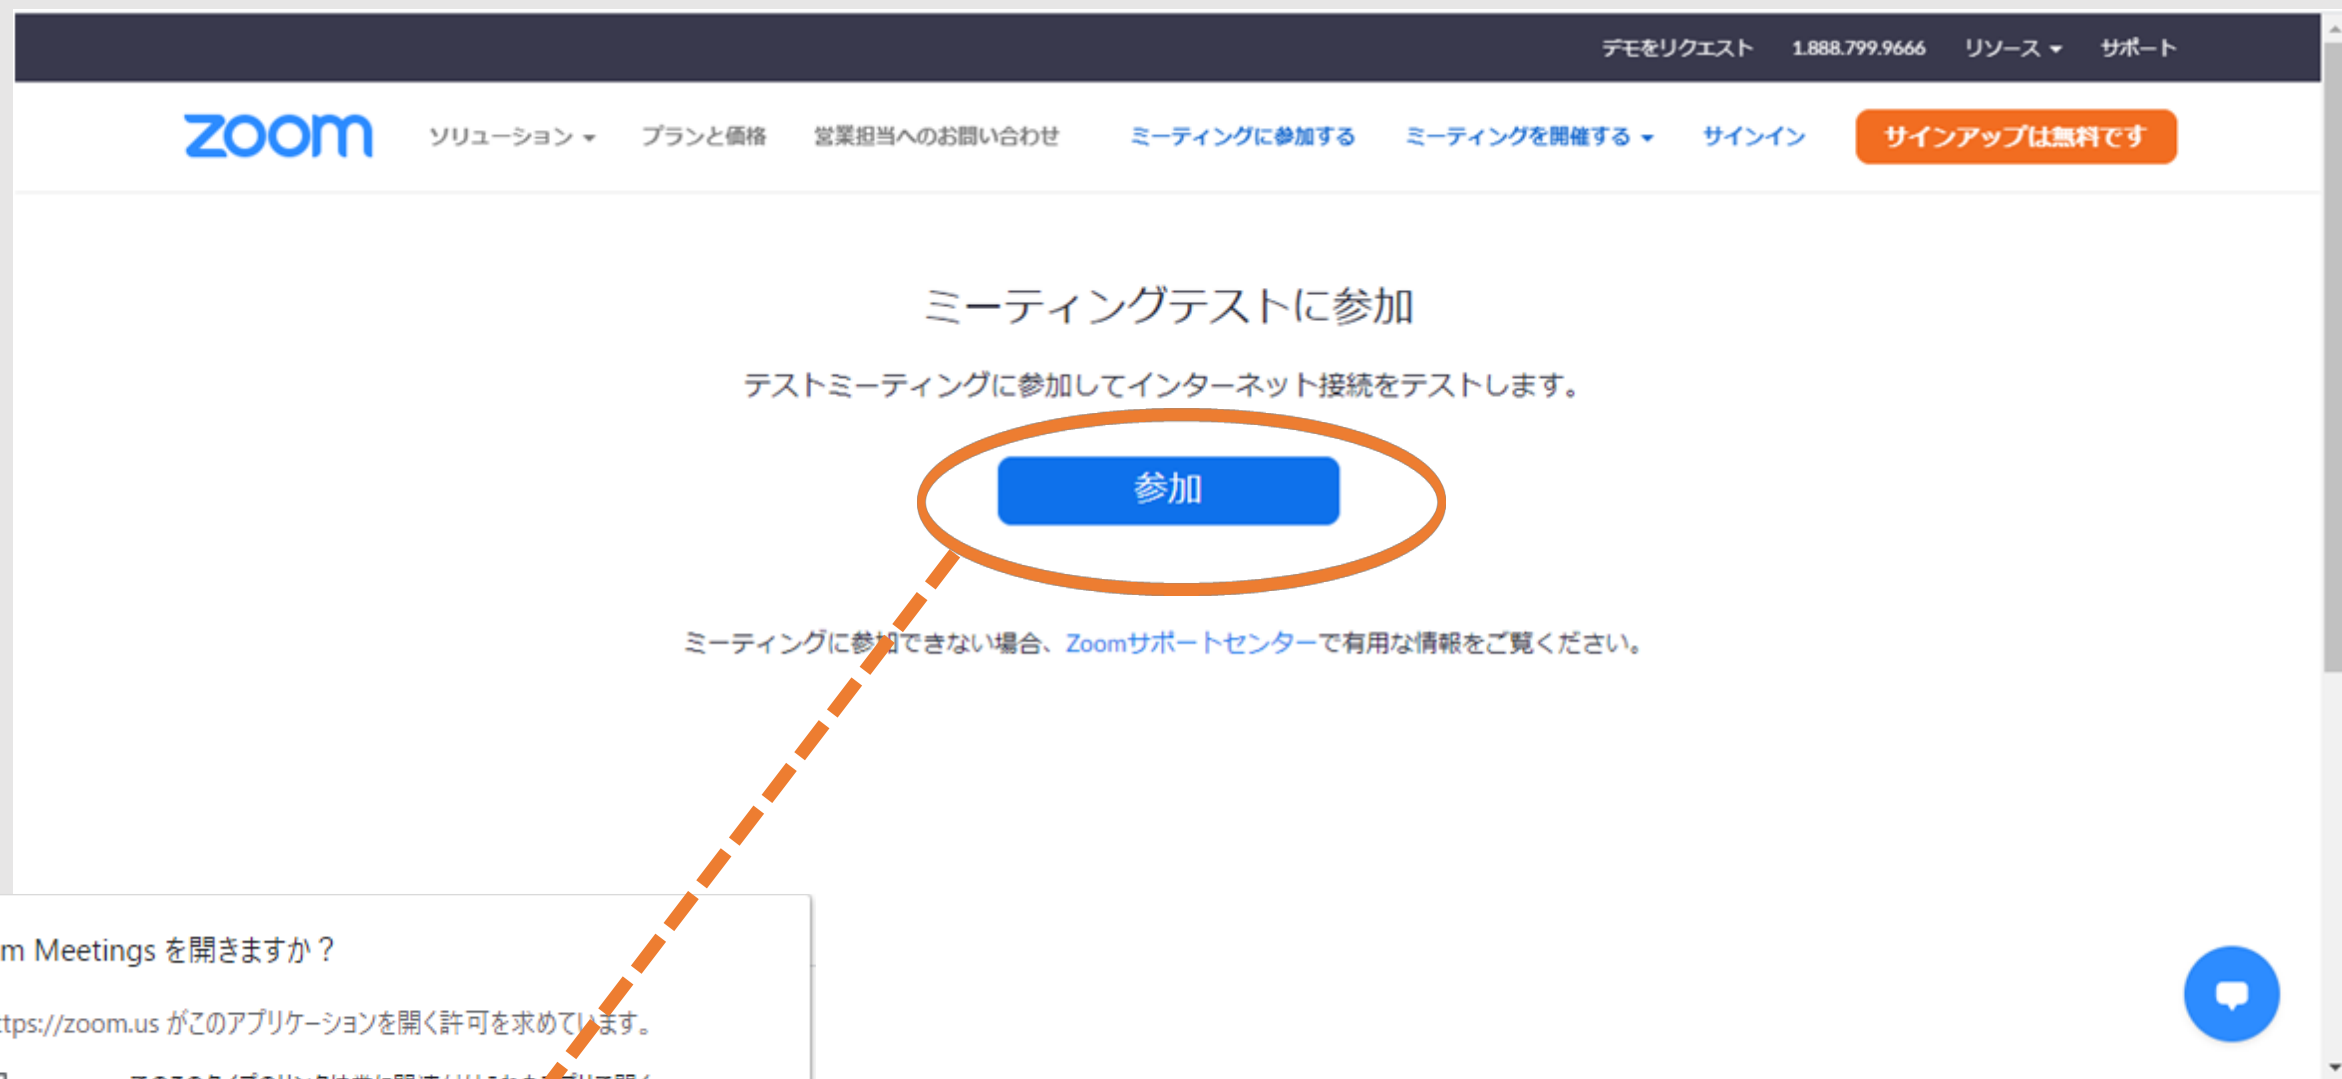 デモをリクエスト 1.888.799.9666 リソース サポート
zoom ソリューション プランと価格 営業担当へのお問い合わせ ミーティングに参加する ミーティングを開催する サインイン サインアップは無料です
ミーティングテストに参加
テストミーティングに参加してインターネット接続をテストします。
参加
ミーティングに参加できない場合、Zoomサポートセンターで有用な情報をご覧ください。
m Meetings を開きますか？
tps://zoom.us がこのアプリケーションを開く許可を求めています。